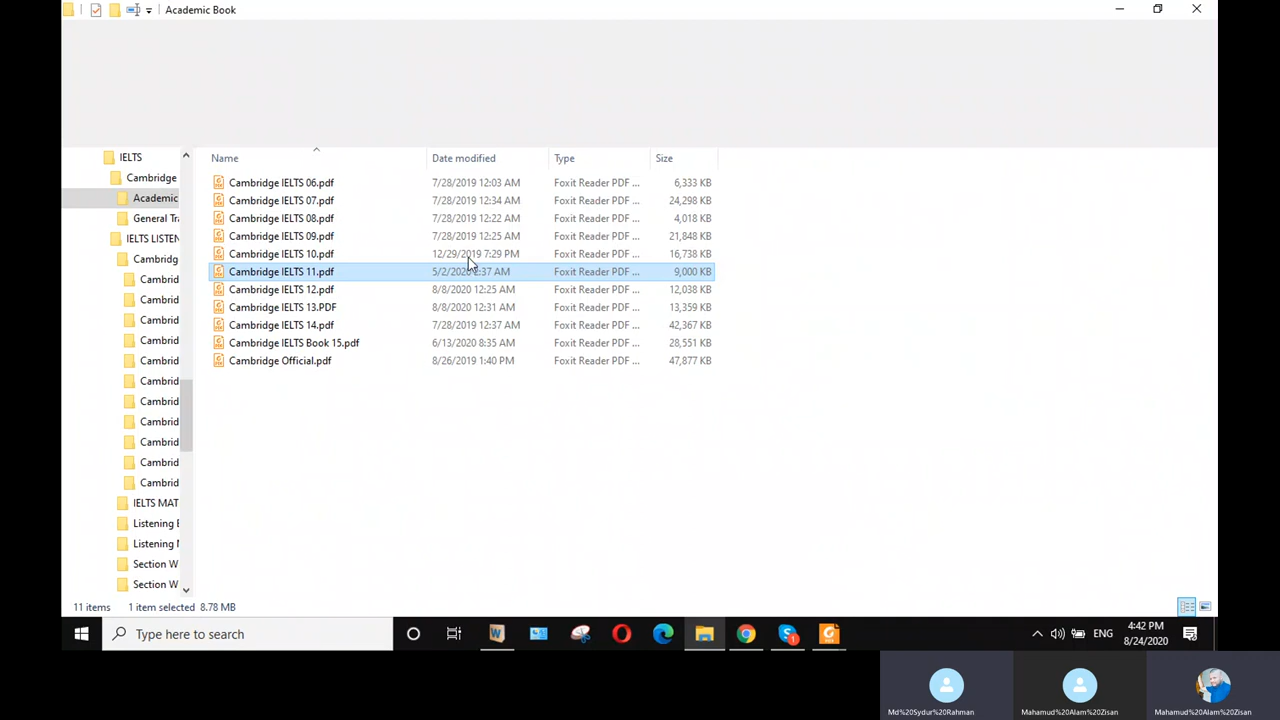 Academic Book
Name Date modified Type Size
IELTS
Cambridge
Academic
General Tra
IELTS LISTEN
Cambridg
Cambrid
Cambrid
Cambrid
Cambrid
Cambrid
Cambrid
Cambrid
Cambrid
Cambrid
Cambrid
Cambrid
IELTS MAT
Listening E
Listening M
Section W
Section W
Cambridge IELTS 06.pdf 7/28/2019 12:03 AM Foxit Reader PDF ... 6,333 KB
Cambridge IELTS 07.pdf 7/28/2019 12:34 AM Foxit Reader PDF ... 24,298 KB
Cambridge IELTS 08.pdf 7/28/2019 12:22 AM Foxit Reader PDF ... 4,018 KB
Cambridge IELTS 09.pdf 7/28/2019 12:25 AM Foxit Reader PDF ... 21,848 KB
Cambridge IELTS 10.pdf 12/29/2019 7:29 PM Foxit Reader PDF ... 16,738 KB
Cambridge IELTS 11.pdf 5/2/2020 AM Foxit Reader PDF ... 9,000 KB
Cambridge IELTS 12.pdf 8/8/2020 12:25 AM Foxit Reader PDF ... 12,038 KB
Cambridge IELTS 13.PDF 8/8/2020 12:31 AM Foxit Reader PDF ... 13,359 KB
Cambridge IELTS 14.pdf 7/28/2019 12:37 AM Foxit Reader PDF ... 42,367 KB
Cambridge IELTS Book 15.pdf 6/13/2020 8:35 AM Foxit Reader PDF ... 28,551 KB
Cambridge Official.pdf 8/26/2019 1:40 PM Foxit Reader PDF ... 47,877 KB
11 items 1 item selected 8.78 MB
Type here to search
ENG
4:42 PM
8/24/2020
Md%20Sydur%20Rahman
Mahamud%20Alam%20Zisan
Mahamud%20Alam%20Zisan